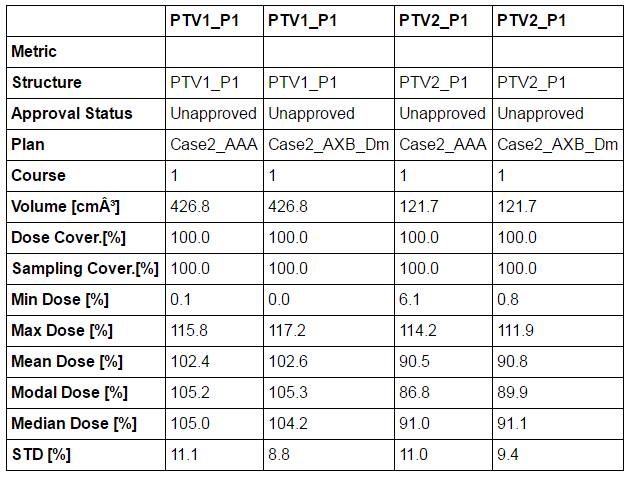 PTV1_P1 PTV1_P1 PTV2_P1 PTV2_P1
Metric
Structure PTV1_P1 PTV1_P1 PTV2_P1 PTV2_P1
Approval Status Unapproved Unapproved Unapproved Unapproved
Plan Case2_AAA Case2_AXB_Dm Case2_AAA Case2_AXB_Dm
Course 1 1 1 1
Volume [cmÂ³] 426.8 426.8 121.7 121.7
Dose Cover.[%] 100.0 100.0 100.0 100.0
Sampling Cover.[%] 100.0 100.0 100.0 100.0
Min Dose [%] 0.1 0.0 6.1 0.8
Max Dose [%] 115.8 117.2 114.2 111.9
Mean Dose [%] 102.4 102.6 90.5 90.8
Modal Dose [%] 105.2 105.3 86.8 89.9
Median Dose [%] 105.0 104.2 91.0 91.1
STD [%] 11.1 8.8 11.0 9.4